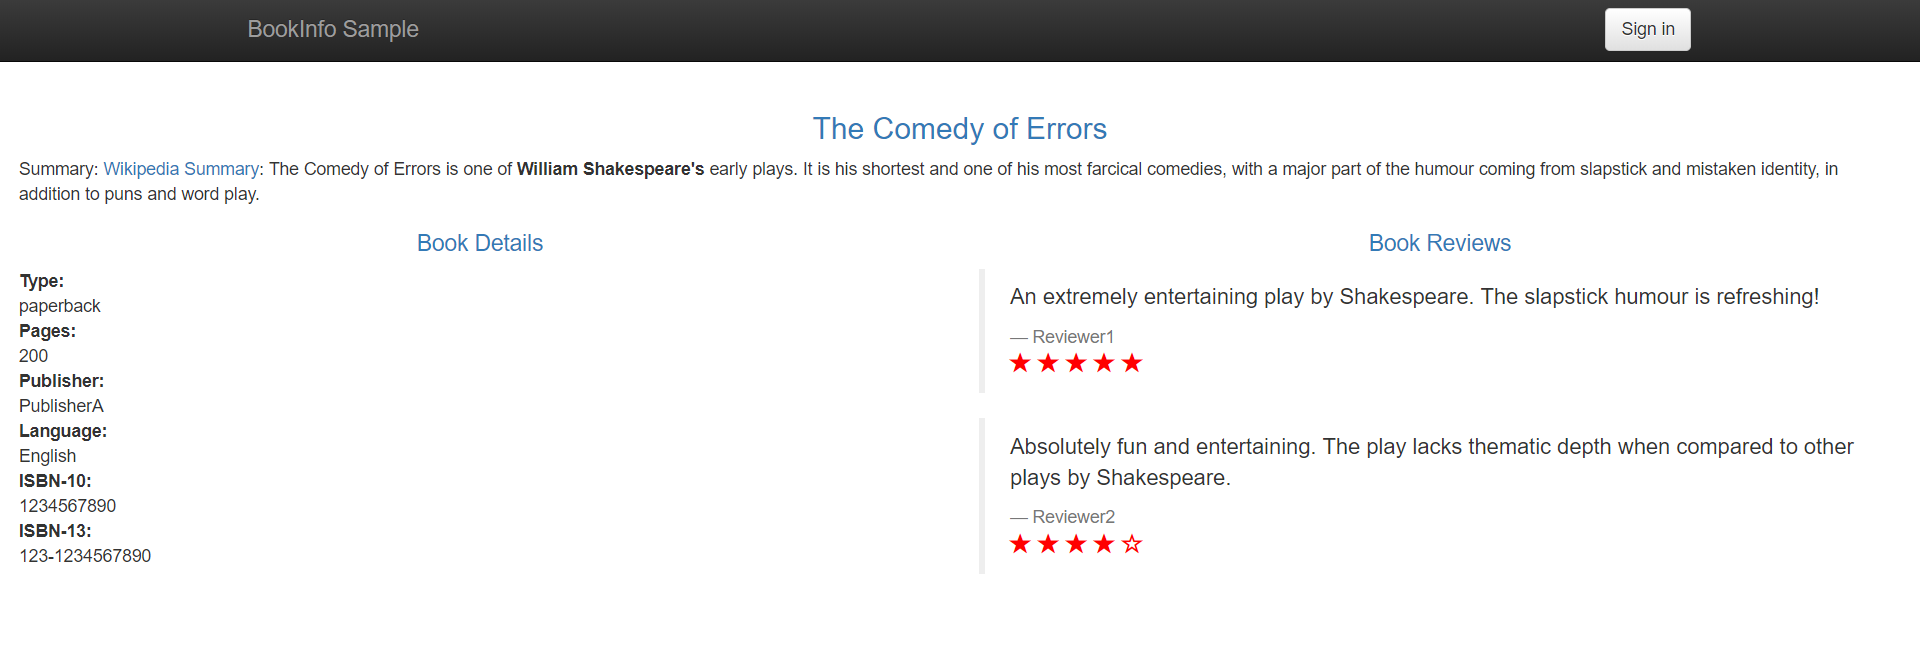 BookInfo Sample
Sign in
The Comedy of Errors
Summary: Wikipedia Summary: The Comedy of Errors is one of William Shakespeare's early plays. It is his shortest and one of his most farcical comedies, with a major part of the humour coming from slapstick and mistaken identity, in
addition to puns and word play.
Book Details
Type:
paperback
Pages:
200
Publisher:
PublisherA
Language:
English
ISBN-10:
1234567890
ISBN-13:
123-1234567890
Book Reviews
An extremely entertaining play by Shakespeare. The slapstick humour is refreshing!
— Reviewer1
★ ★ ★ ★ ★
Absolutely fun and entertaining. The play lacks thematic depth when compared to other
plays by Shakespeare.
— Reviewer2
★ ★ ★ ★ ☆